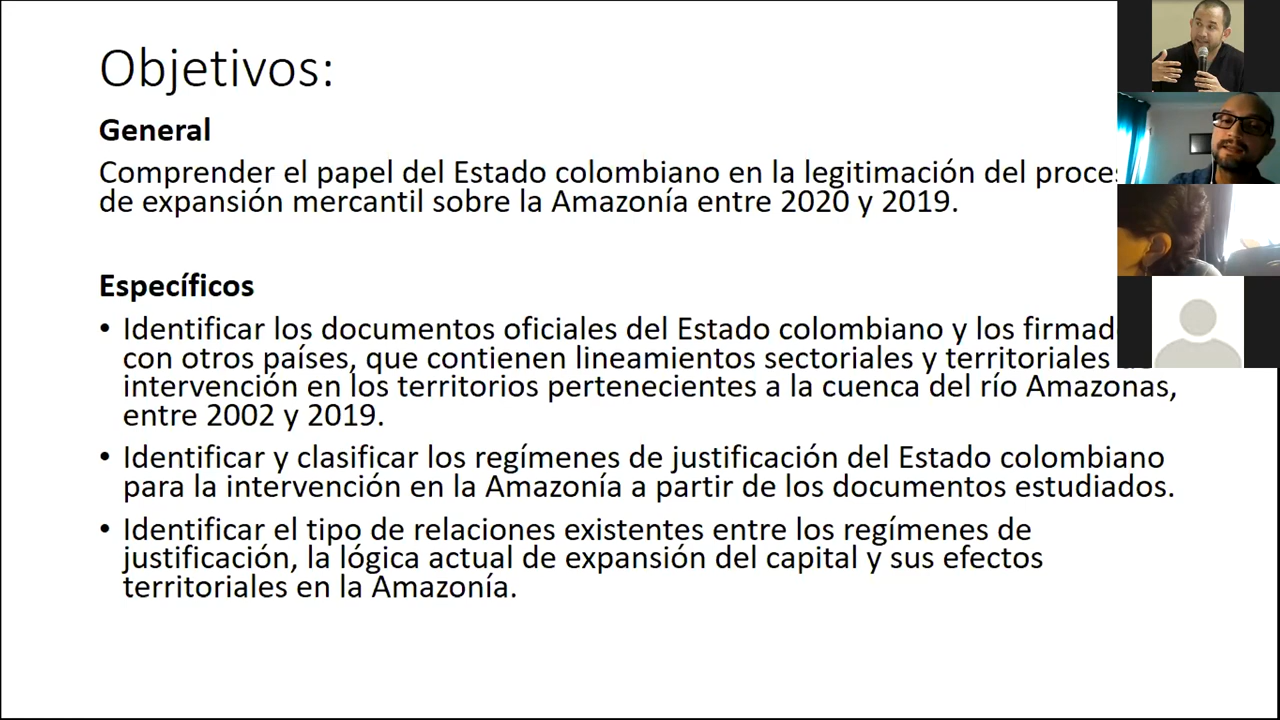 Objetivos:
General
Comprender el papel del Estado colombiano en la legitimación del proces
de expansión mercantil sobre la Amazonía entre 2020 y 2019.
Específicos
• Identificar los documentos oficiales del Estado colombiano y los firmad
con otros países, que contienen lineamientos sectoriales y territoriales
intervención en los territorios pertenecientes a la cuenca del río Amazonas,
entre 2002 y 2019.
• Identificar y clasificar los regímenes de justificación del Estado colombiano
para la intervención en la Amazonía a partir de los documentos estudiados.
• Identificar el tipo de relaciones existentes entre los regímenes de
justificación, la lógica actual de expansión del capital y sus efectos
territoriales en la Amazonía.